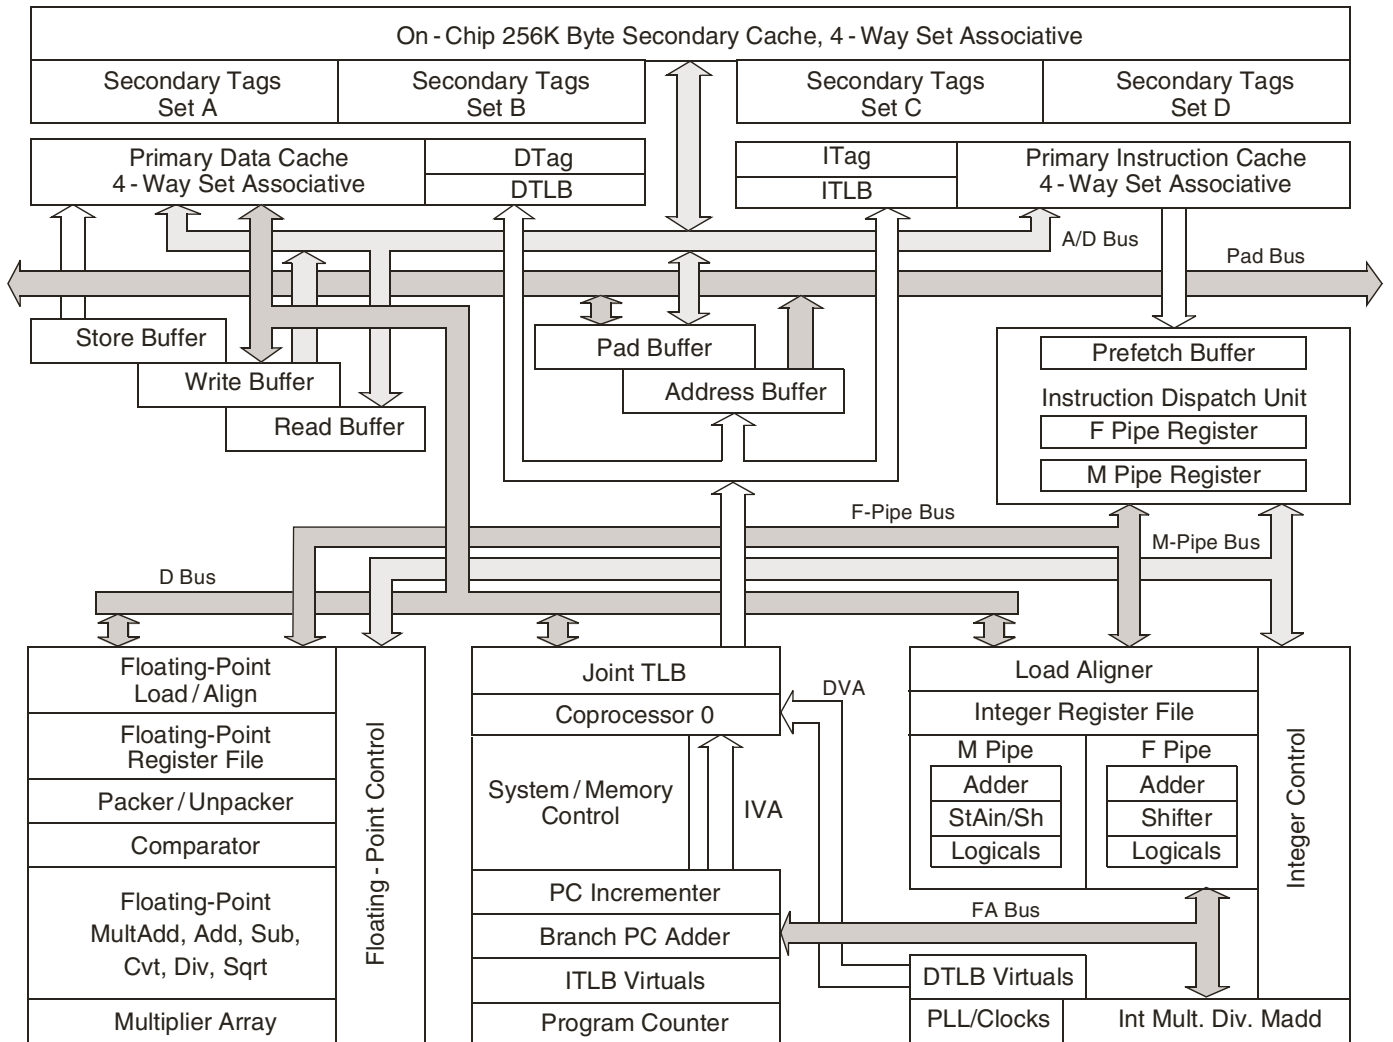 On-Chip 256K Byte Secondary Cache, 4-Way Set Associative
Secondary Tags
Set A
Secondary Tags
Set B
Secondary Tags
Set C
Secondary Tags
Set D
Primary Data Cache
4-Way Set Associative
DTag
DTLB
ITag
ITLB
Primary Instruction Cache
4-Way Set Associative
A/D Bus
Pad Bus
Store Buffer
Write Buffer
Read Buffer
Pad Buffer
Address Buffer
Prefetch Buffer
Instruction Dispatch Unit
F Pipe Register
M Pipe Register
F-Pipe Bus
M-Pipe Bus
D Bus
Floating-Point
Load/Align
Floating-Point
Register File
Packer/Unpacker
Comparator
Floating-Point
MultAdd, Add, Sub,
Cvt, Div, Sqrt
Multiplier Array
Floating-Point Control
Joint TLB
Coprocessor 0
System/Memory
Control
IVA
DVA
PC Incrementer
Branch PC Adder
ITLB Virtuals
Program Counter
Load Aligner
Integer Register File
M Pipe
Adder
StAin/Sh
Logicals
F Pipe
Adder
Shifter
Logicals
Integer Control
FA Bus
DTLB Virtuals
PLL/Clocks
Int Mult. Div. Madd